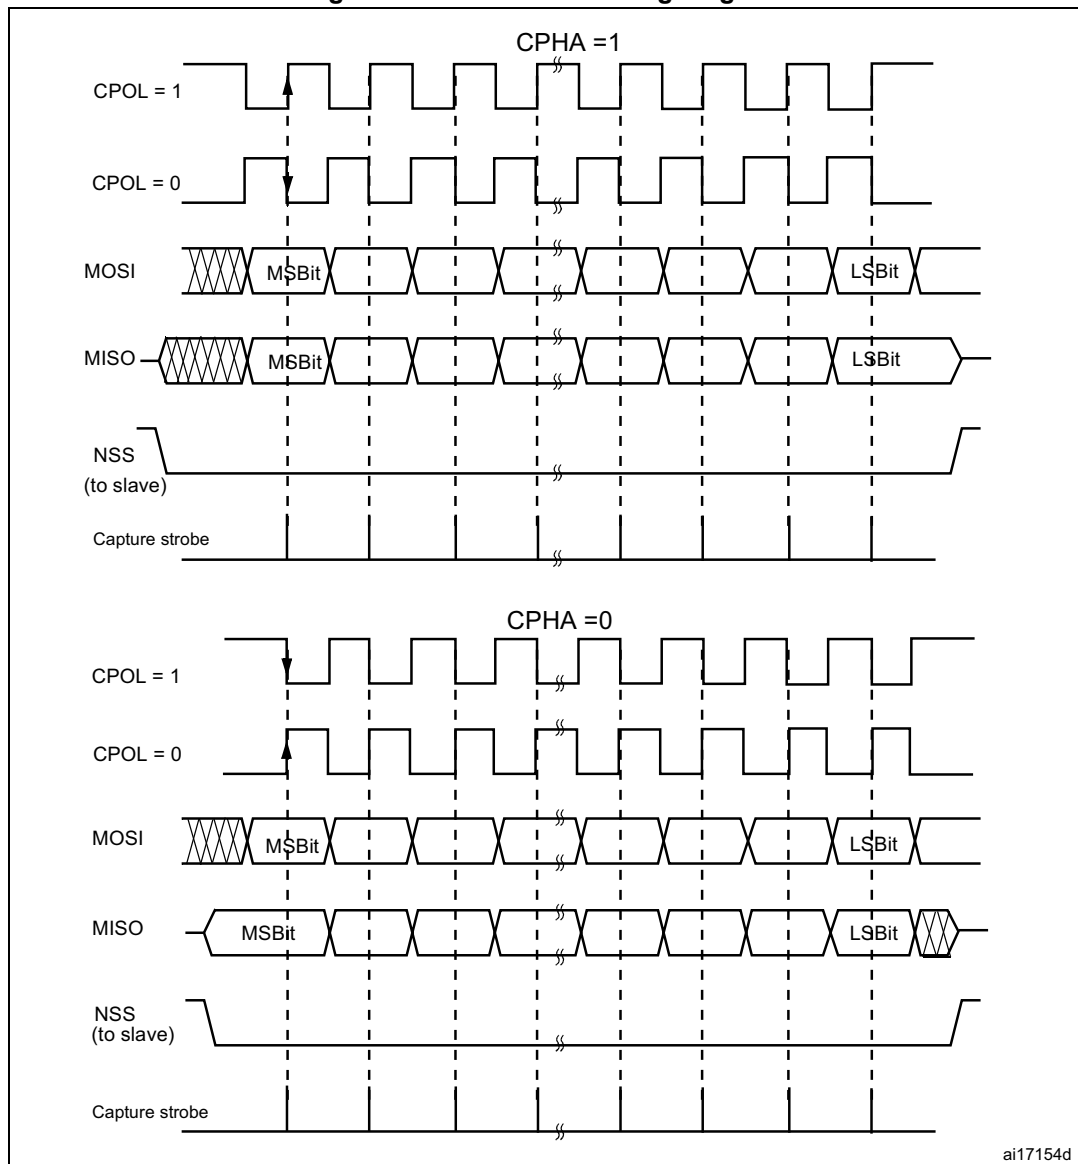 CPHA =1
CPOL = 1
CPOL = 0
MOSI
MSBit
LSBit
MISO
MSBit
LSBit
NSS
(to slave)
Capture strobe
CPHA =0
CPOL = 1
CPOL = 0
MOSI
MSBit
LSBit
MISO
MSBit
LSBit
NSS
(to slave)
Capture strobe
ai17154d